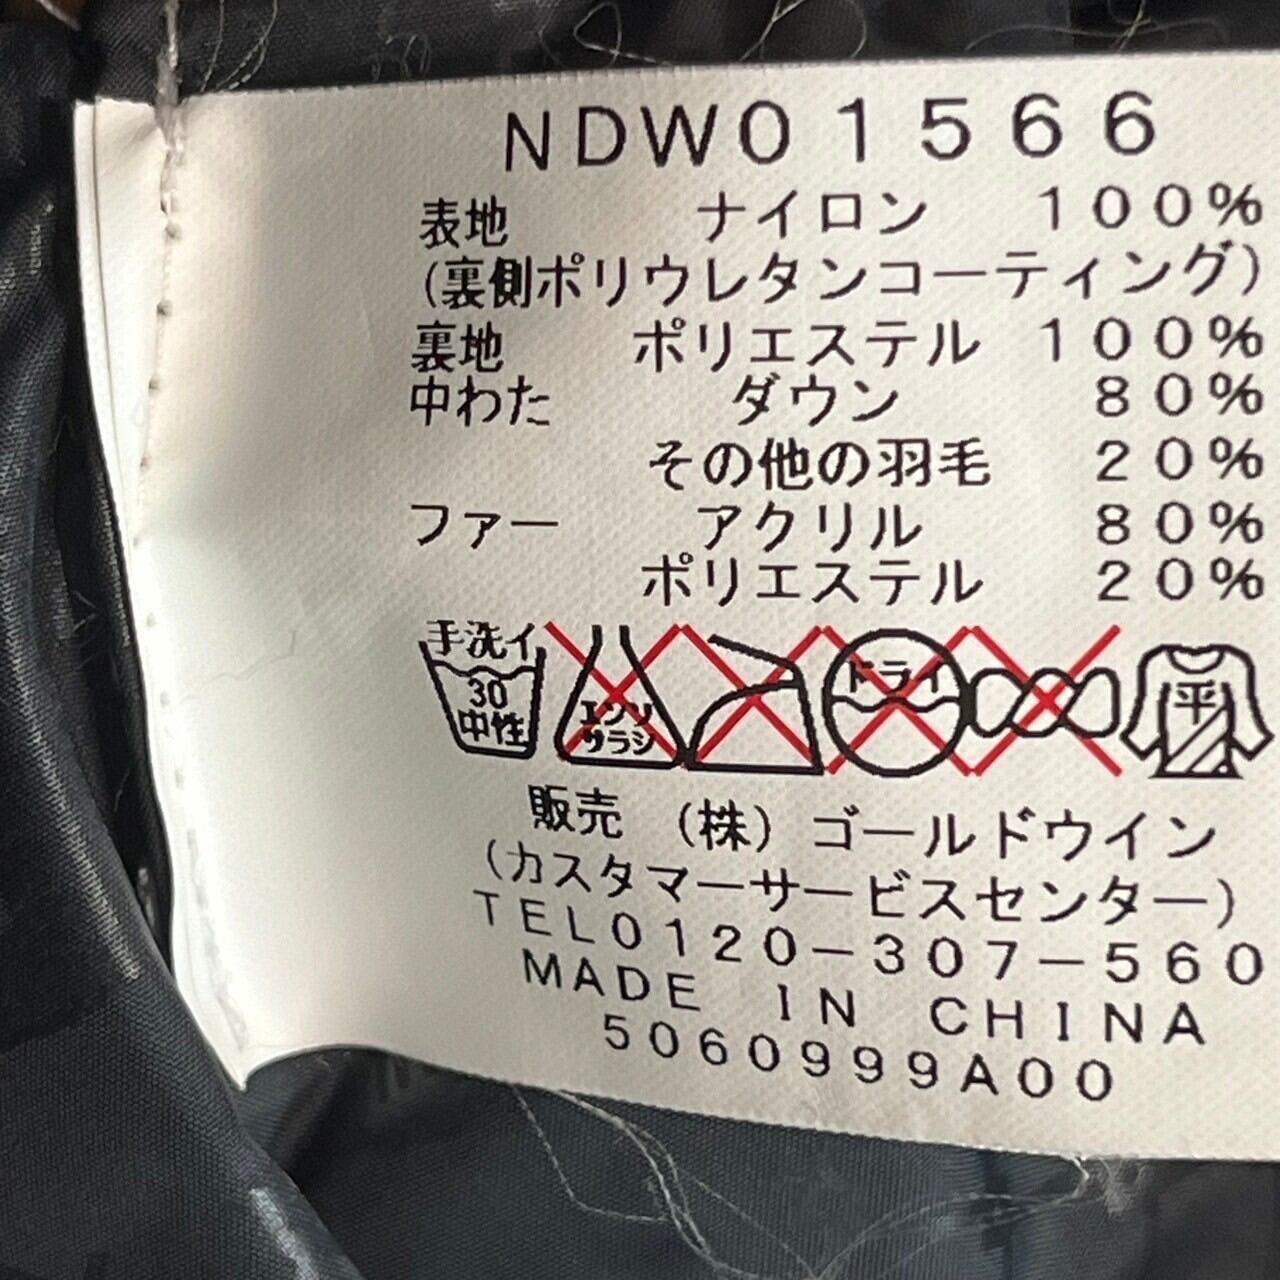 NDW01566
表地 ナイロン 100%
(裏側ポリウレタンコーティング)
裏地 ポリエステル 100%
中わた ダウン 80%
その他の羽毛 20%
ファー アクリル 80%
ポリエステル 20%
手洗イ 30 中性 エンソサラシ ドライ 平
販売 (株)ゴールドウイン
(カスタマーサービスセンター)
TEL0120-307-560
MADE IN CHINA
5060999A00